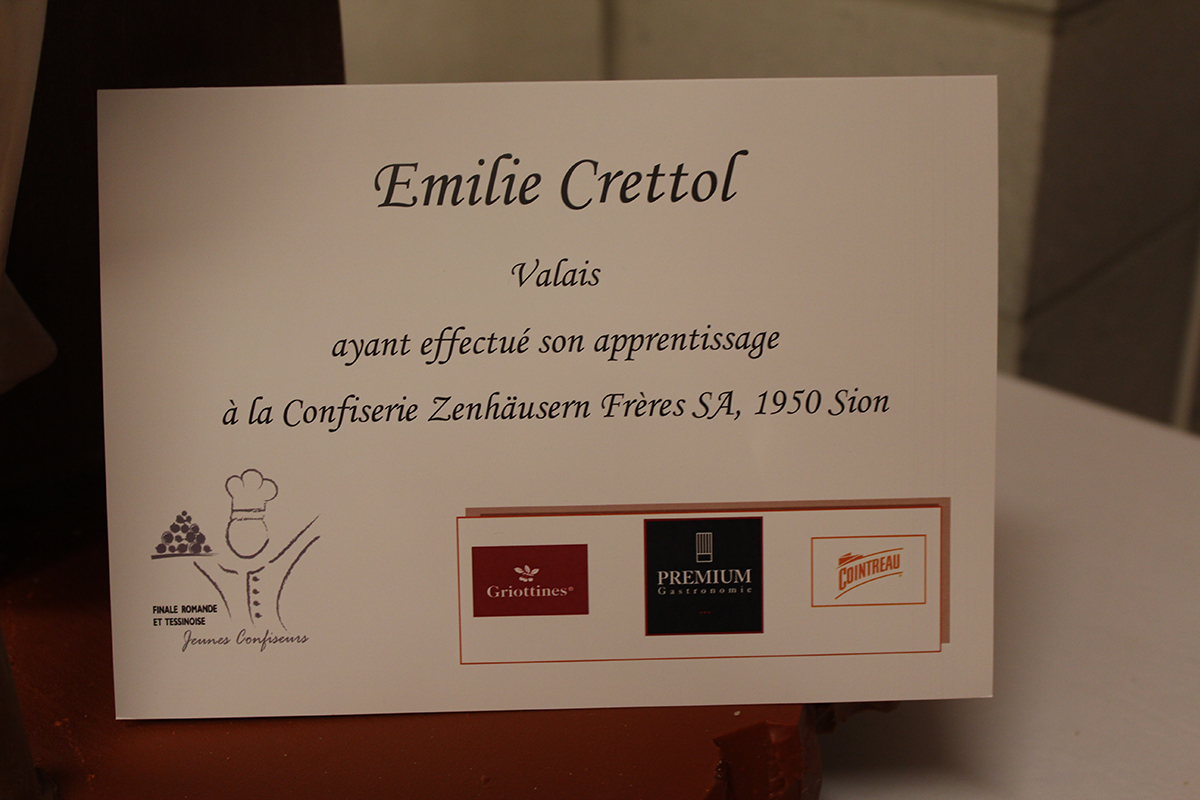 Emilie Crettol
Valais
ayant effectué son apprentissage
à la Confiserie Zenhäusern Frères SA, 1950 Sion
FINALE ROMANDE
ET TESSINOISE
Jeunes Confiseurs
Griottines®
PREMIUM
Gastronomie
COINTREAU